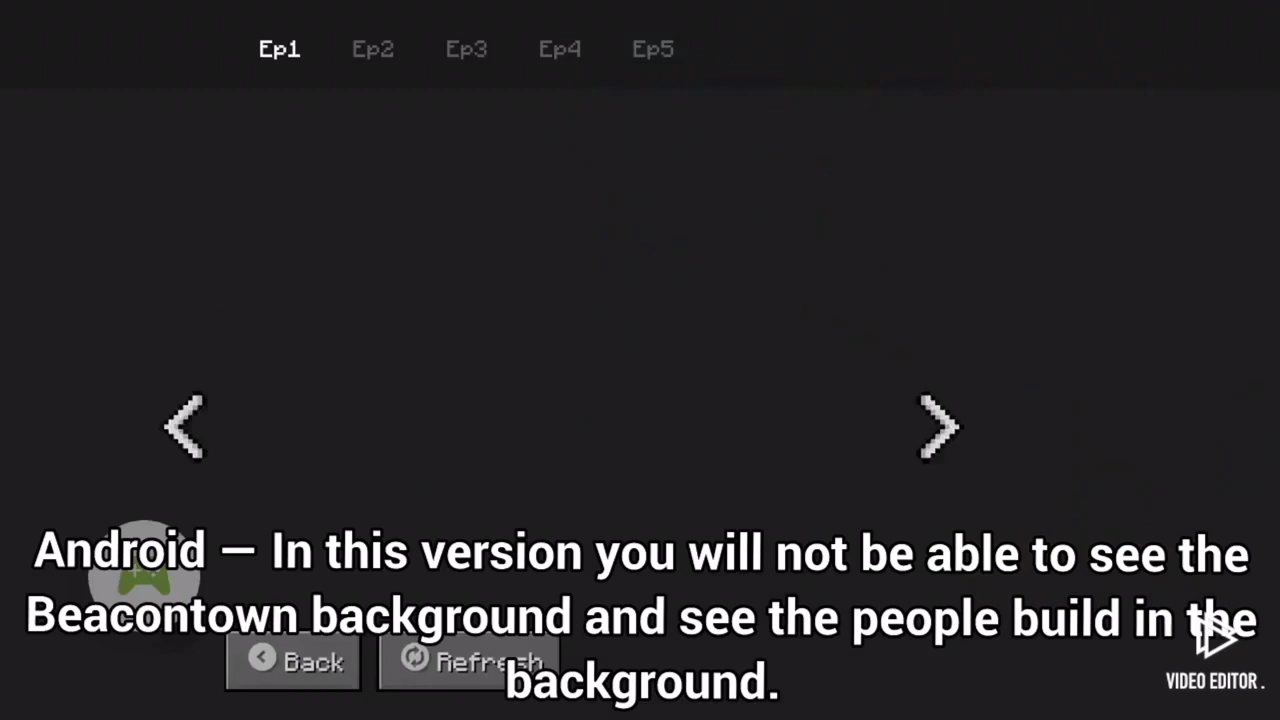 Ep1 Ep2 Ep3 Ep4 Ep5
Android — In this version you will not be able to see the
Beacontown background and see the people build in the
background.
Back Refresh
VIDEO EDITOR .